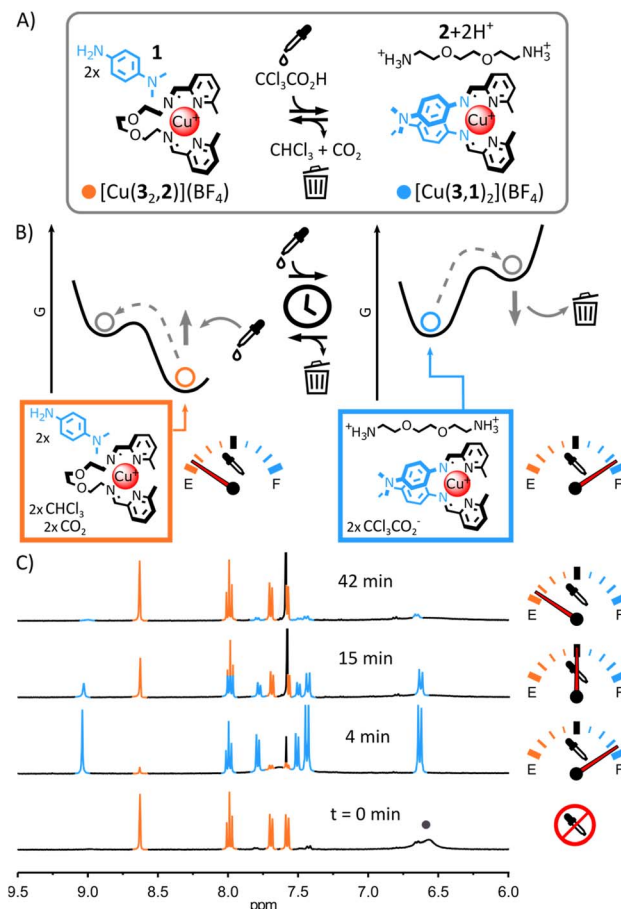 A)
H₂N
2x
1
N
N
N
O
O
Cu⁺
N
N
[Cu(3₂,2)](BF₄)
CCl₃CO₂H
CHCl₃ + CO₂
2+2H⁺
⁺H₃N
O
O
NH₃⁺
N
N
N
N
Cu⁺
N
N
[Cu(3,1)₂](BF₄)
B)
G
G
H₂N
2x
N
N
N
O
O
Cu⁺
N
N
2x CHCl₃
2x CO₂
E
F
⁺H₃N
O
O
NH₃⁺
N
N
N
N
Cu⁺
N
N
2x CCl₃CO₂⁻
E
F
C)
42 min
E
F
15 min
E
F
4 min
E
F
t = 0 min
9.5
9.0
8.5
8.0
7.5
7.0
6.5
6.0
ppm